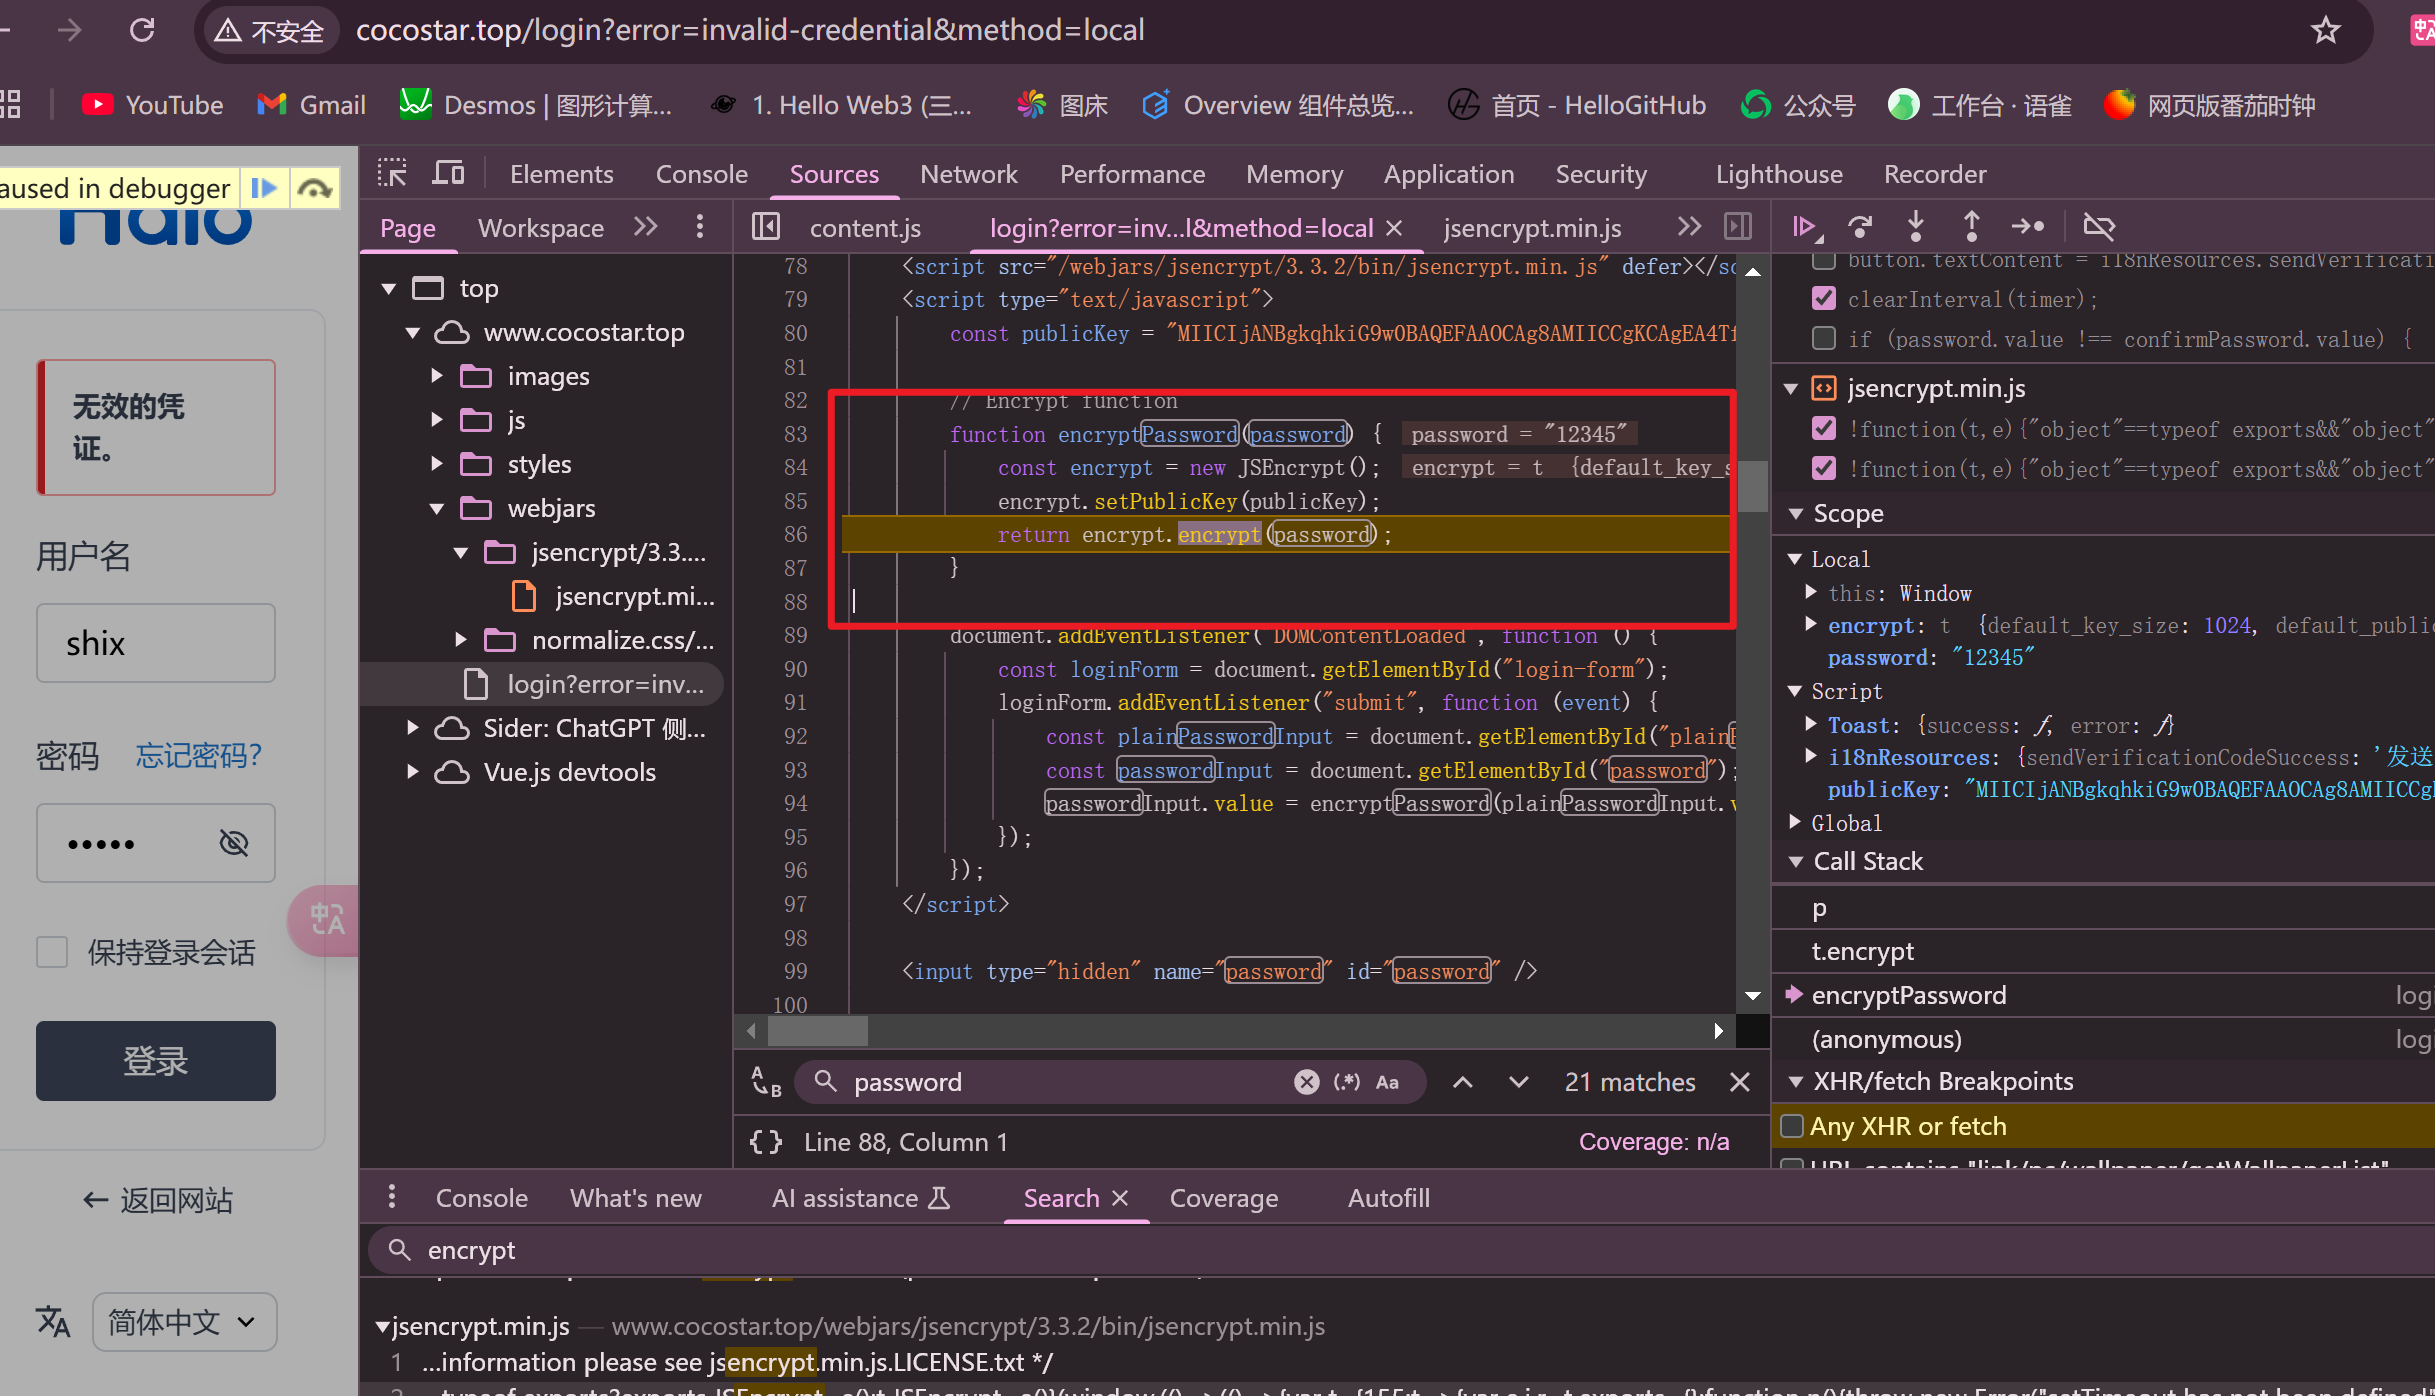 不安全 cocostar.top/login?error=invalid-credential&method=local
YouTube Gmail Desmos | 图形计算... 1. Hello Web3 (三... 图床 Overview 组件总览... 首页 - HelloGitHub 公众号 工作台 · 语雀 网页版番茄时钟
aused in debugger
Halo
无效的凭
证。
用户名
shix
密码 忘记密码?
•••••
保持登录会话
登录
← 返回网站
简体中文
Elements Console Sources Network Performance Memory Application Security Lighthouse Recorder
Page Workspace
top
www.cocostar.top
images
js
styles
webjars
jsencrypt/3.3....
jsencrypt.mi...
normalize.css/...
login?error=inv...
Sider: ChatGPT 侧...
Vue.js devtools
content.js login?error=inv...l&method=local jsencrypt.min.js
78 <script src="/webjars/jsencrypt/3.3.2/bin/jsencrypt.min.js" defer></sc
79 <script type="text/javascript">
80 const publicKey = "MIICIjANBgkqhkiG9w0BAQEFAAOCAg8AMIICCgKCAgEA4Tf
81
82 // Encrypt function
83 function encryptPassword(password) { password = "12345"
84 const encrypt = new JSEncrypt(); encrypt = t {default_key_s
85 encrypt.setPublicKey(publicKey);
86 return encrypt.encrypt(password);
87 }
88
89 document.addEventListener("DOMContentLoaded", function () {
90 const loginForm = document.getElementById("login-form");
91 loginForm.addEventListener("submit", function (event) {
92 const plainPasswordInput = document.getElementById("plainP
93 const passwordInput = document.getElementById("password");
94 passwordInput.value = encryptPassword(plainPasswordInput.v
95 });
96 });
97 </script>
98
99 <input type="hidden" name="password" id="password" />
100
password Aa 21 matches
{ } Line 88, Column 1 Coverage: n/a
button.textContent = i18nResources.sendVerificati
clearInterval(timer);
if (password.value !== confirmPassword.value) {
jsencrypt.min.js
!function(t,e){"object"==typeof exports&&"object"
!function(t,e){"object"==typeof exports&&"object"
Scope
Local
this: Window
encrypt: t {default_key_size: 1024, default_publi
password: "12345"
Script
Toast: {success: ƒ, error: ƒ}
i18nResources: {sendVerificationCodeSuccess: '发送
publicKey: "MIICIjANBgkqhkiG9w0BAQEFAAOCAg8AMIICCg
Global
Call Stack
p
t.encrypt
encryptPassword logi
(anonymous) logi
XHR/fetch Breakpoints
Any XHR or fetch
URL contains "link/pc/wallpaper/getWallpaperList"
Console What's new AI assistance Search Coverage Autofill
encrypt
jsencrypt.min.js — www.cocostar.top/webjars/jsencrypt/3.3.2/bin/jsencrypt.min.js
1 ...information please see jsencrypt.min.js.LICENSE.txt */